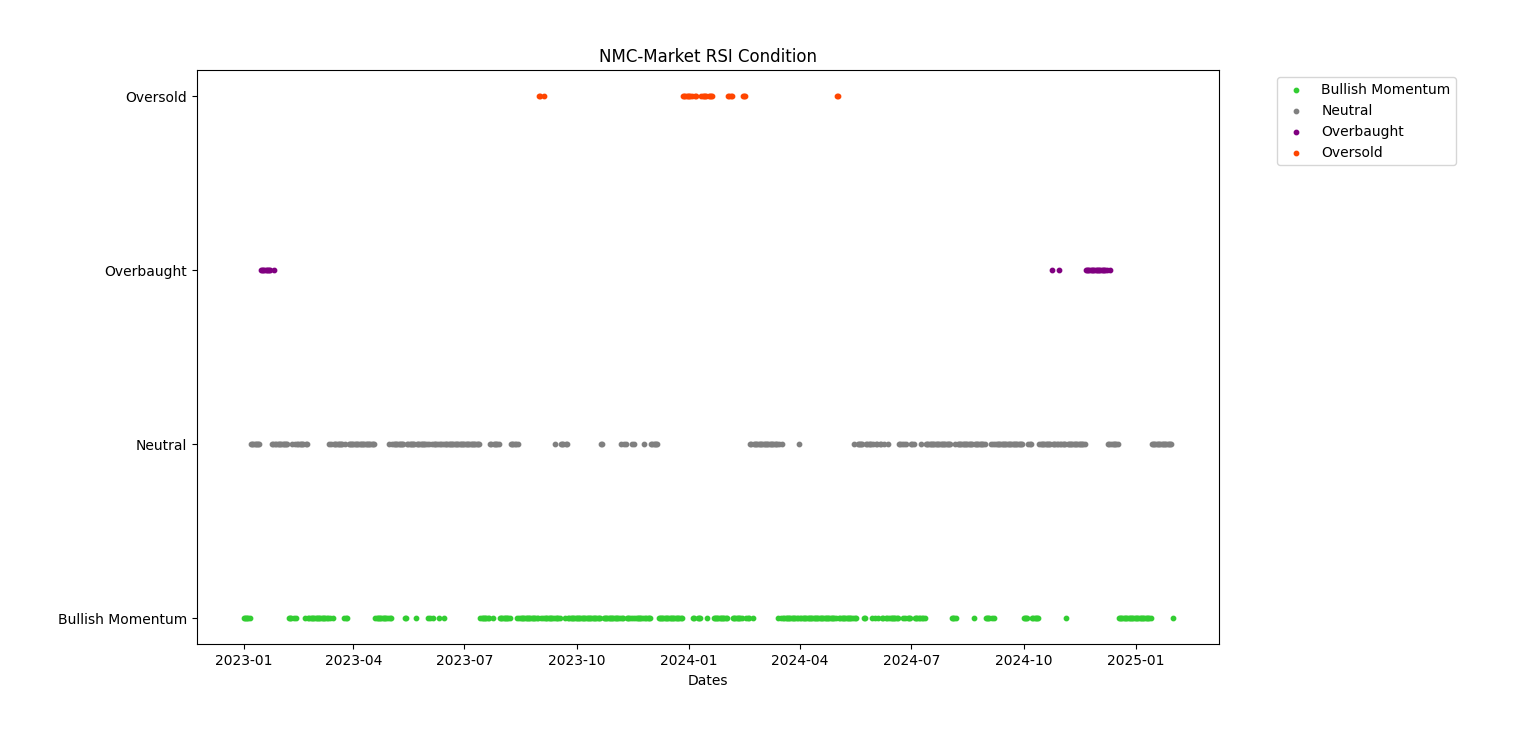 NMC-Market RSI Condition
Oversold
Overbaught
Neutral
Bullish Momentum
2023-01 2023-04 2023-07 2023-10 2024-01 2024-04 2024-07 2024-10 2025-01
Dates
Bullish Momentum
Neutral
Overbaught
Oversold